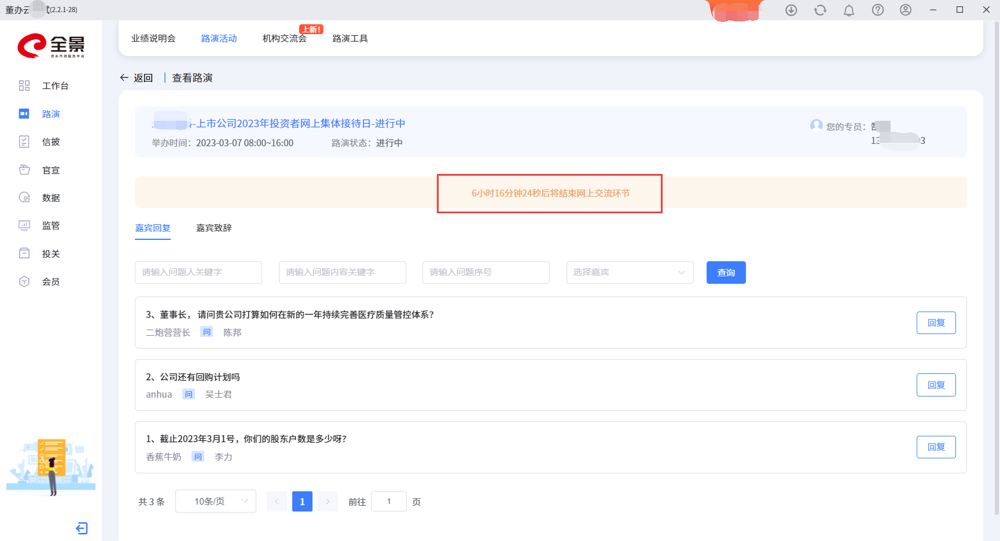 董办云 试(2.2.1-28)
全景
资本市场服务平台
业绩说明会
路演活动
机构交流会
上新!
路演工具
工作台
路演
信披
官宣
数据
监管
投关
会员
返回
查看路演
-上市公司2023年投资者网上集体接待日-进行中
举办时间：2023-03-07 08:00~16:00
路演状态：进行中
您的专员：
13 3
6小时16分钟24秒后将结束网上交流环节
嘉宾回复
嘉宾致辞
请输入问题人关键字
请输入问题内容关键字
请输入问题序号
选择嘉宾
查询
3、董事长， 请问贵公司打算如何在新的一年持续完善医疗质量管控体系？
二炮营营长 问 陈邦
回复
2、公司还有回购计划吗
anhua 问 吴士君
回复
1、截止2023年3月1号，你们的股东户数是多少呀？
香蕉牛奶 问 李力
回复
共 3 条
10条/页
1
前往 1 页